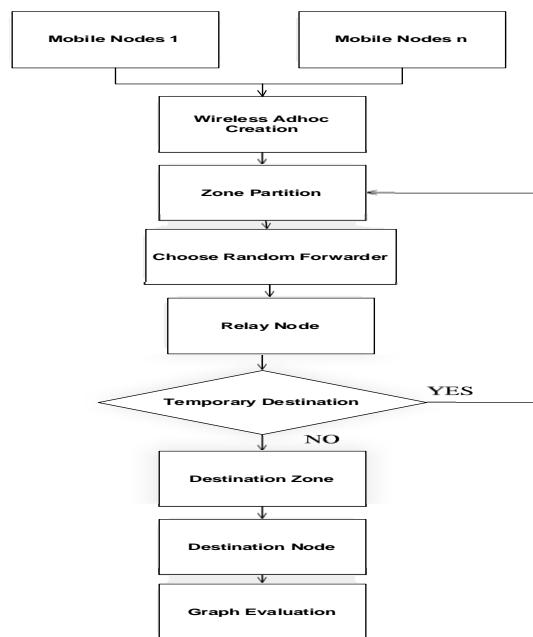 Mobile Nodes 1
Mobile Nodes n
Wireless Adhoc
Creation
Zone Partition
Choose Random Forwarder
Relay Node
Temporary Destination
YES
NO
Destination Zone
Destination Node
Graph Evaluation